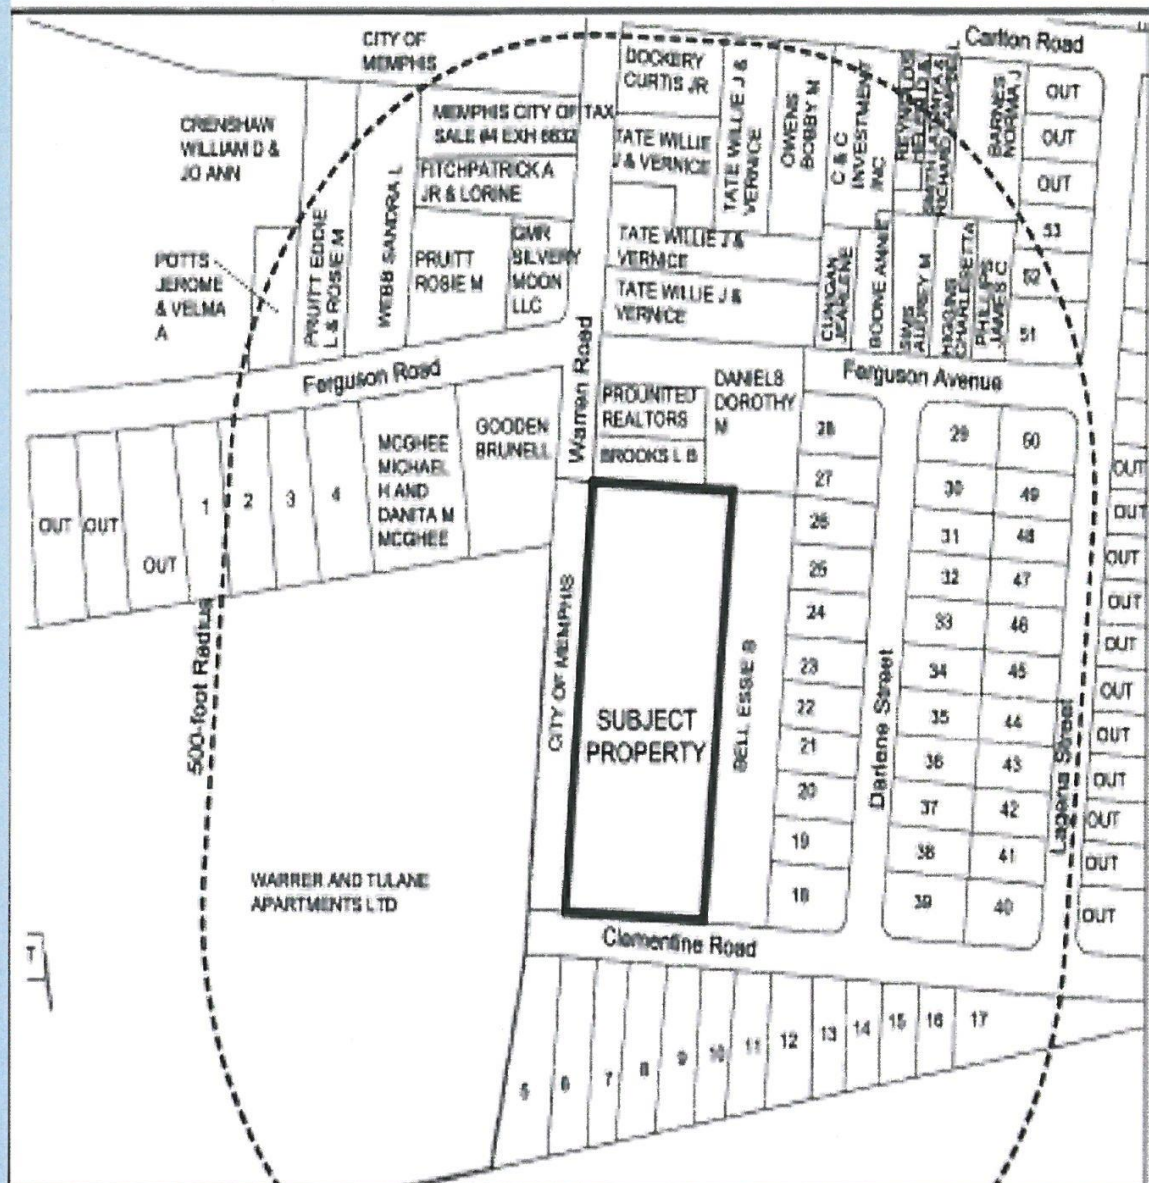 Carlton Road
CITY OF
MEMPHIS
DOCKERY
CURTIS JR
TATE WILLIE J &
VERNICE
OWENS
BOBBY M
C & C
INVESTMENT
INC
BARNES
NORMA J
OUT
OUT
OUT
53
52
51
CRENSHAW
WILLIAM D &
JO ANN
MEMPHIS CITY OF TAX
SALE 84 EXH 6632
TATE WILLIE
J & VERNICE
FITCHPATRICK A
JR & LORINE
POTTS
JEROME
& VELMA
A
PRUITT EDDIE
L & ROSIE M
WEBB SANDRA L
PRUITT
ROSIE M
GMR
SILVERY
MOON
LLC
TATE WILLIE J &
VERNICE
TATE WILLIE J &
VERNICE
JEARLENE
BOONE ANNIE
SIMS
AUDREY M
HIGGINS
CHARLESETTA
PHILLIPS
JAMES C
Ferguson Road
Warren Road
Ferguson Avenue
PROUNITED
REALTORS
DANIELS
DOROTHY
M
BROOKS L B
GOODEN
BRUNELL
MCGHEE
MICHAEL
H AND
DANITA M
MCGHEE
OUT
OUT
OUT
1
2
3
4
500-foot Radius
CITY OF MEMPHIS
SUBJECT
PROPERTY
BELL ESSIE B
28
27
26
25
24
23
22
21
20
19
18
Darlene Street
29
30
31
32
33
34
35
36
37
38
39
50
49
48
47
46
45
44
43
42
41
40
Lagena Street
OUT
OUT
OUT
OUT
OUT
OUT
OUT
OUT
OUT
OUT
OUT
WARRER AND TULANE
APARTMENTS LTD
Clementine Road
T
5
6
7
8
9
10
11
12
13
14
15
16
17